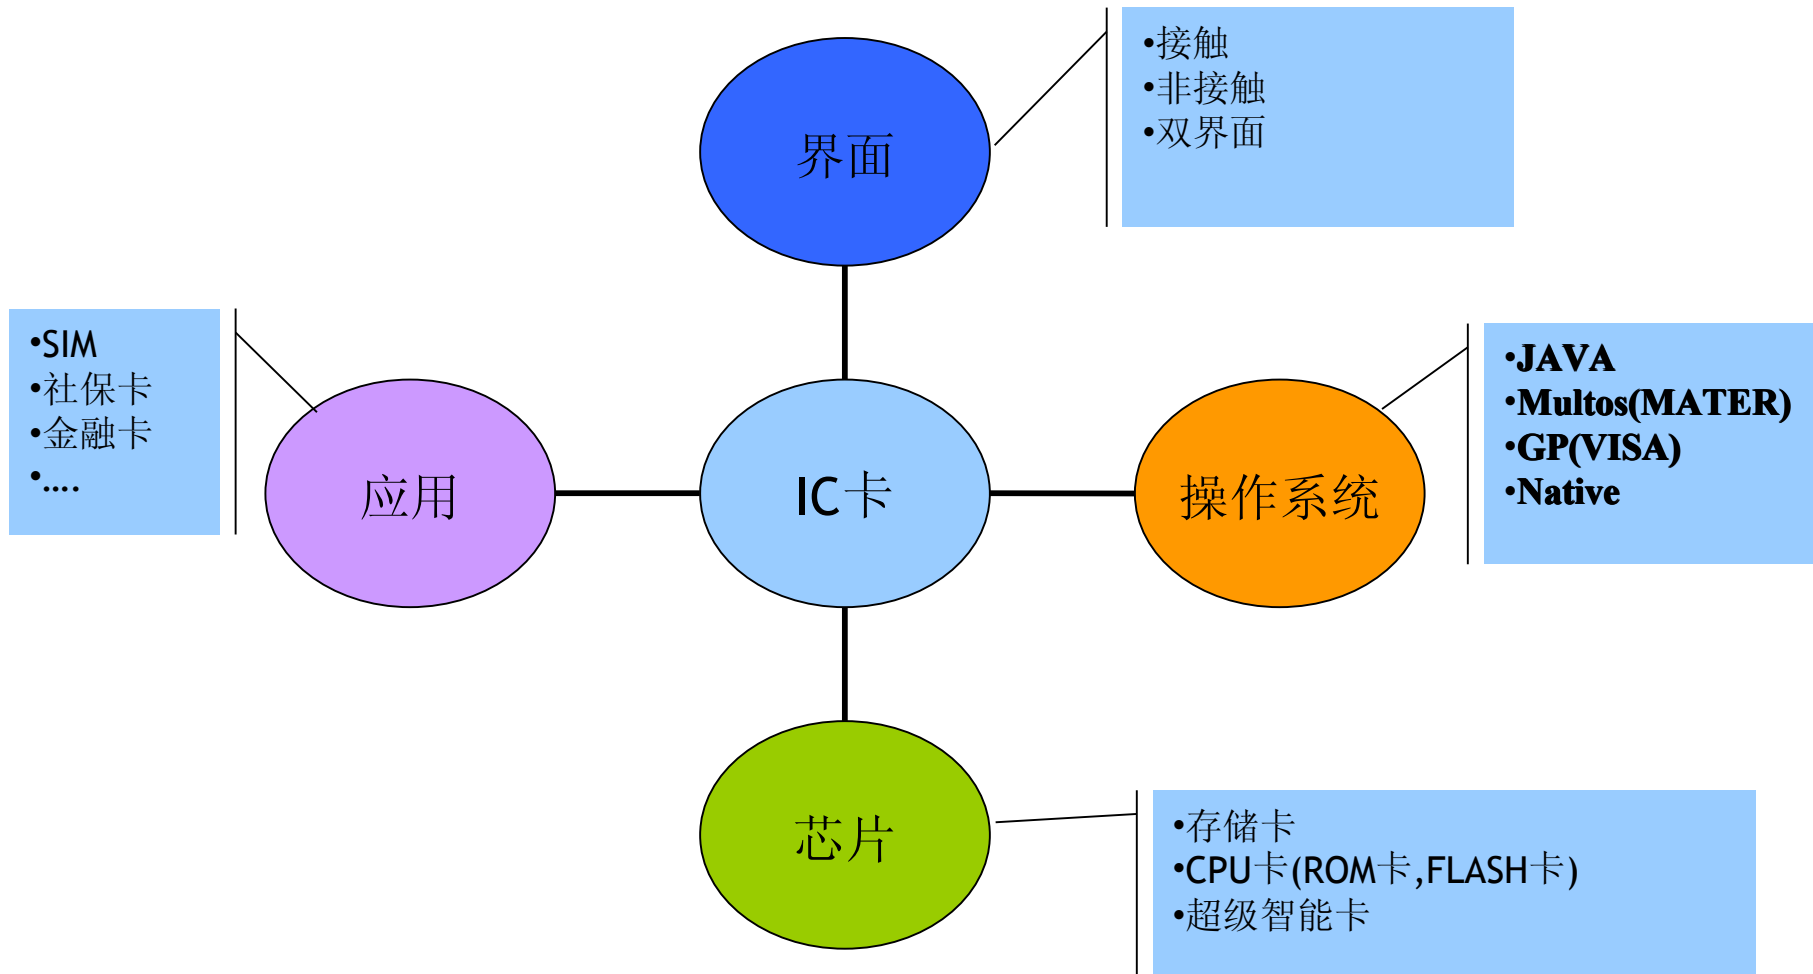 •接触
•非接触
•双界面
界面
•SIM
•社保卡
•金融卡
•....
应用
IC卡
操作系统
•JAVA
•Multos(MATER)
•GP(VISA)
•Native
芯片
•存储卡
•CPU卡(ROM卡,FLASH卡)
•超级智能卡